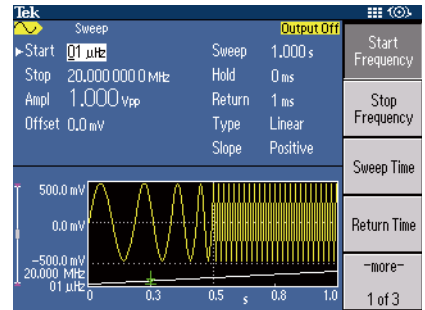 Tek
Sweep Output Off
Start 01 µHz Sweep 1.000 s
Stop 20.000 000 0 MHz Hold 0 ms
Ampl 1.000 Vpp Return 1 ms
Offset 0.0 mV Type Linear
Slope Positive
500.0 mV
0.0 mV
-500.0 mV
20.000 MHz
01 µHz
0 0.3 0.5 s 0.8 1.0
Start Frequency
Stop Frequency
Sweep Time
Return Time
-more-
1 of 3